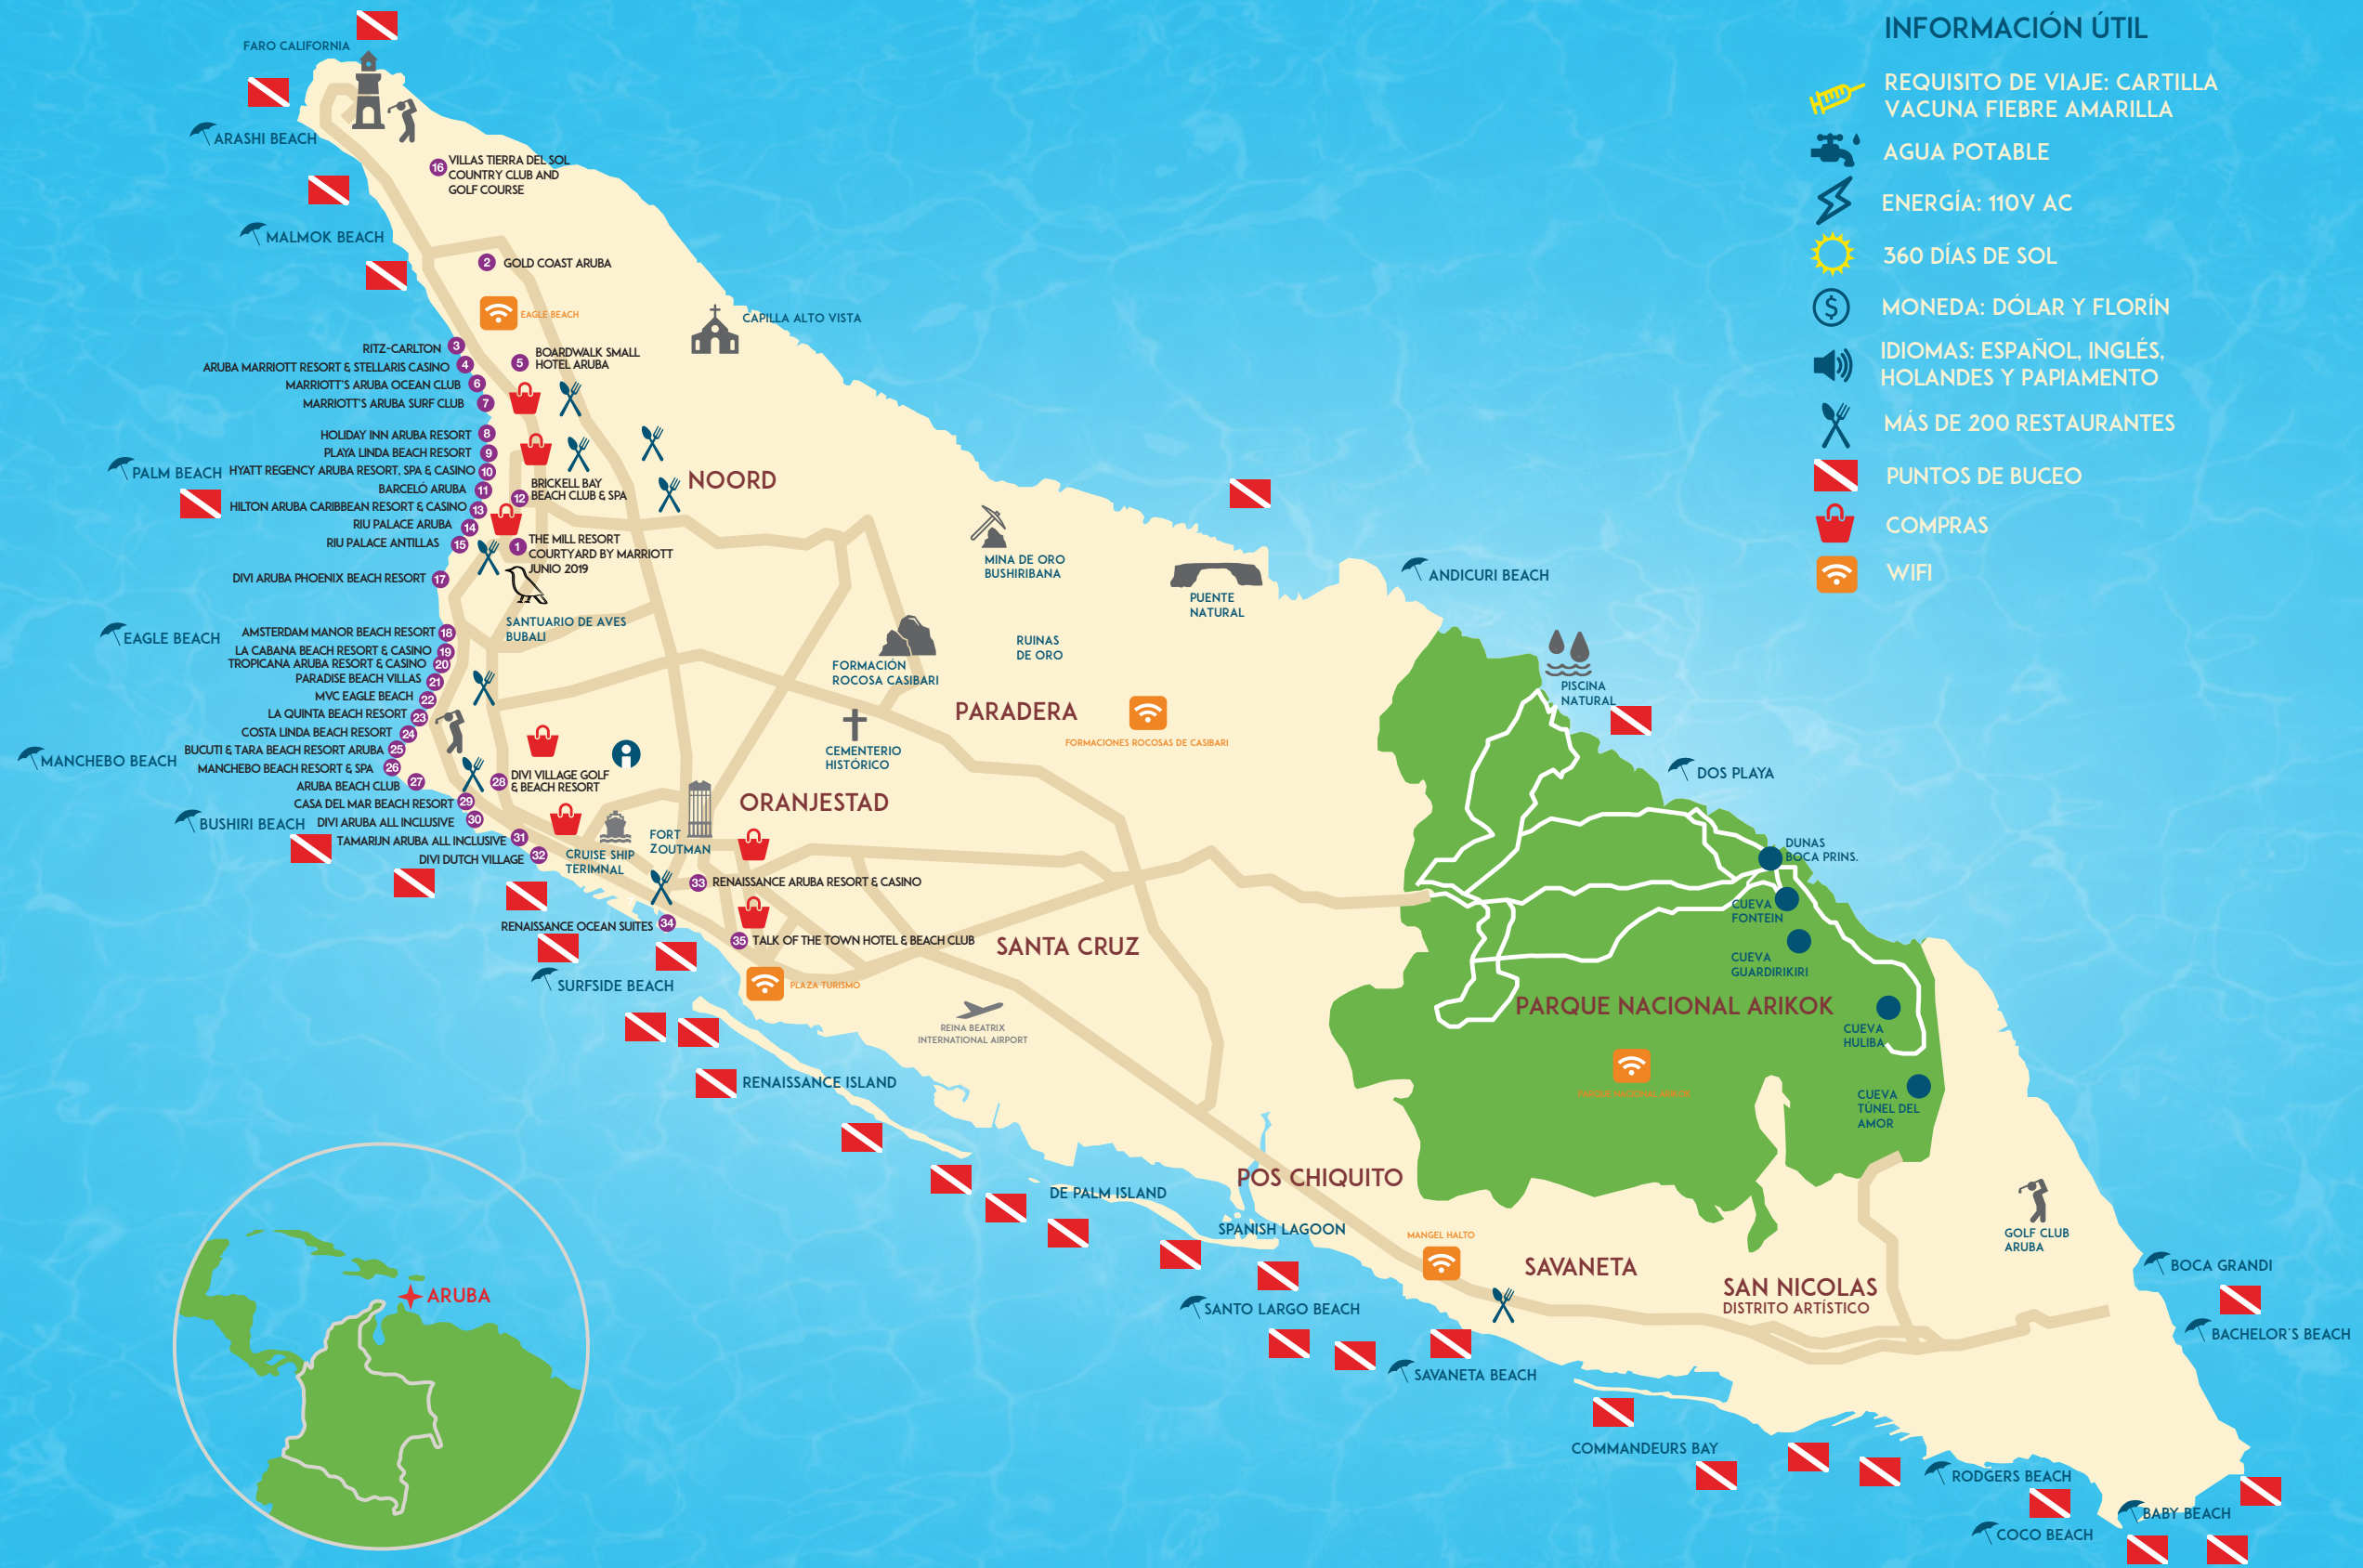 INFORMACIÓN ÚTIL
REQUISITO DE VIAJE: CARTILLA
VACUNA FIEBRE AMARILLA
AGUA POTABLE
ENERGÍA: 110V AC
360 DÍAS DE SOL
MONEDA: DÓLAR Y FLORÍN
IDIOMAS: ESPAÑOL, INGLÉS,
HOLANDES Y PAPIAMENTO
MÁS DE 200 RESTAURANTES
PUNTOS DE BUCEO
COMPRAS
WIFI
FARO CALIFORNIA
ARASHI BEACH
16 VILLAS TIERRA DEL SOL
COUNTRY CLUB AND
GOLF COURSE
MALMOK BEACH
2 GOLD COAST ARUBA
EAGLE BEACH
CAPILLA ALTO VISTA
RITZ-CARLTON 3
ARUBA MARRIOTT RESORT & STELLARIS CASINO 4
5 BOARDWALK SMALL
HOTEL ARUBA
MARRIOTT'S ARUBA OCEAN CLUB 6
MARRIOTT'S ARUBA SURF CLUB 7
HOLIDAY INN ARUBA RESORT 8
PLAYA LINDA BEACH RESORT 9
PALM BEACH
HYATT REGENCY ARUBA RESORT, SPA & CASINO 10
BARCELÓ ARUBA 11
12 BRICKELL BAY
BEACH CLUB & SPA
HILTON ARUBA CARIBBEAN RESORT & CASINO 13
RIU PALACE ARUBA 14
RIU PALACE ANTILLAS 15
1 THE MILL RESORT
COURTYARD BY MARRIOTT
JUNIO 2019
NOORD
DIVI ARUBA PHOENIX BEACH RESORT 17
SANTUARIO DE AVES
BUBALI
EAGLE BEACH
AMSTERDAM MANOR BEACH RESORT 18
LA CABANA BEACH RESORT & CASINO 19
TROPICANA ARUBA RESORT & CASINO 20
PARADISE BEACH VILLAS 21
MVC EAGLE BEACH 22
LA QUINTA BEACH RESORT 23
COSTA LINDA BEACH RESORT 24
BUCUTI & TARA BEACH RESORT ARUBA 25
MANCHEBO BEACH
MANCHEBO BEACH RESORT & SPA 26
ARUBA BEACH CLUB 27
28 DIVI VILLAGE GOLF
& BEACH RESORT
CASA DEL MAR BEACH RESORT 29
BUSHIRI BEACH
DIVI ARUBA ALL INCLUSIVE 30
TAMARIJN ARUBA ALL INCLUSIVE 31
DIVI DUTCH VILLAGE 32
CRUISE SHIP
TERIMNAL
FORT
ZOUTMAN
ORANJESTAD
33 RENAISSANCE ARUBA RESORT & CASINO
RENAISSANCE OCEAN SUITES 34
35 TALK OF THE TOWN HOTEL & BEACH CLUB
SURFSIDE BEACH
PLAZA TURISMO
MINA DE ORO
BUSHIRIBANA
PUENTE
NATURAL
ANDICURI BEACH
RUINAS
DE ORO
FORMACIÓN
ROCOSA CASIBARI
PARADERA
FORMACIONES ROCOSAS DE CASIBARI
CEMENTERIO
HISTÓRICO
PISCINA
NATURAL
DOS PLAYA
DUNAS
BOCA PRINS.
CUEVA
FONTEIN
CUEVA
GUARDIRIKIRI
SANTA CRUZ
PARQUE NACIONAL ARIKOK
PARQUE NACIONAL ARIKOK
CUEVA
HULIBA
CUEVA
TÚNEL DEL
AMOR
REINA BEATRIX
INTERNATIONAL AIRPORT
RENAISSANCE ISLAND
DE PALM ISLAND
POS CHIQUITO
SPANISH LAGOON
MANGEL HALTO
SAVANETA
SAN NICOLAS
DISTRITO ARTÍSTICO
GOLF CLUB
ARUBA
BOCA GRANDI
BACHELOR'S BEACH
SANTO LARGO BEACH
SAVANETA BEACH
COMMANDEURS BAY
RODGERS BEACH
BABY BEACH
COCO BEACH
ARUBA